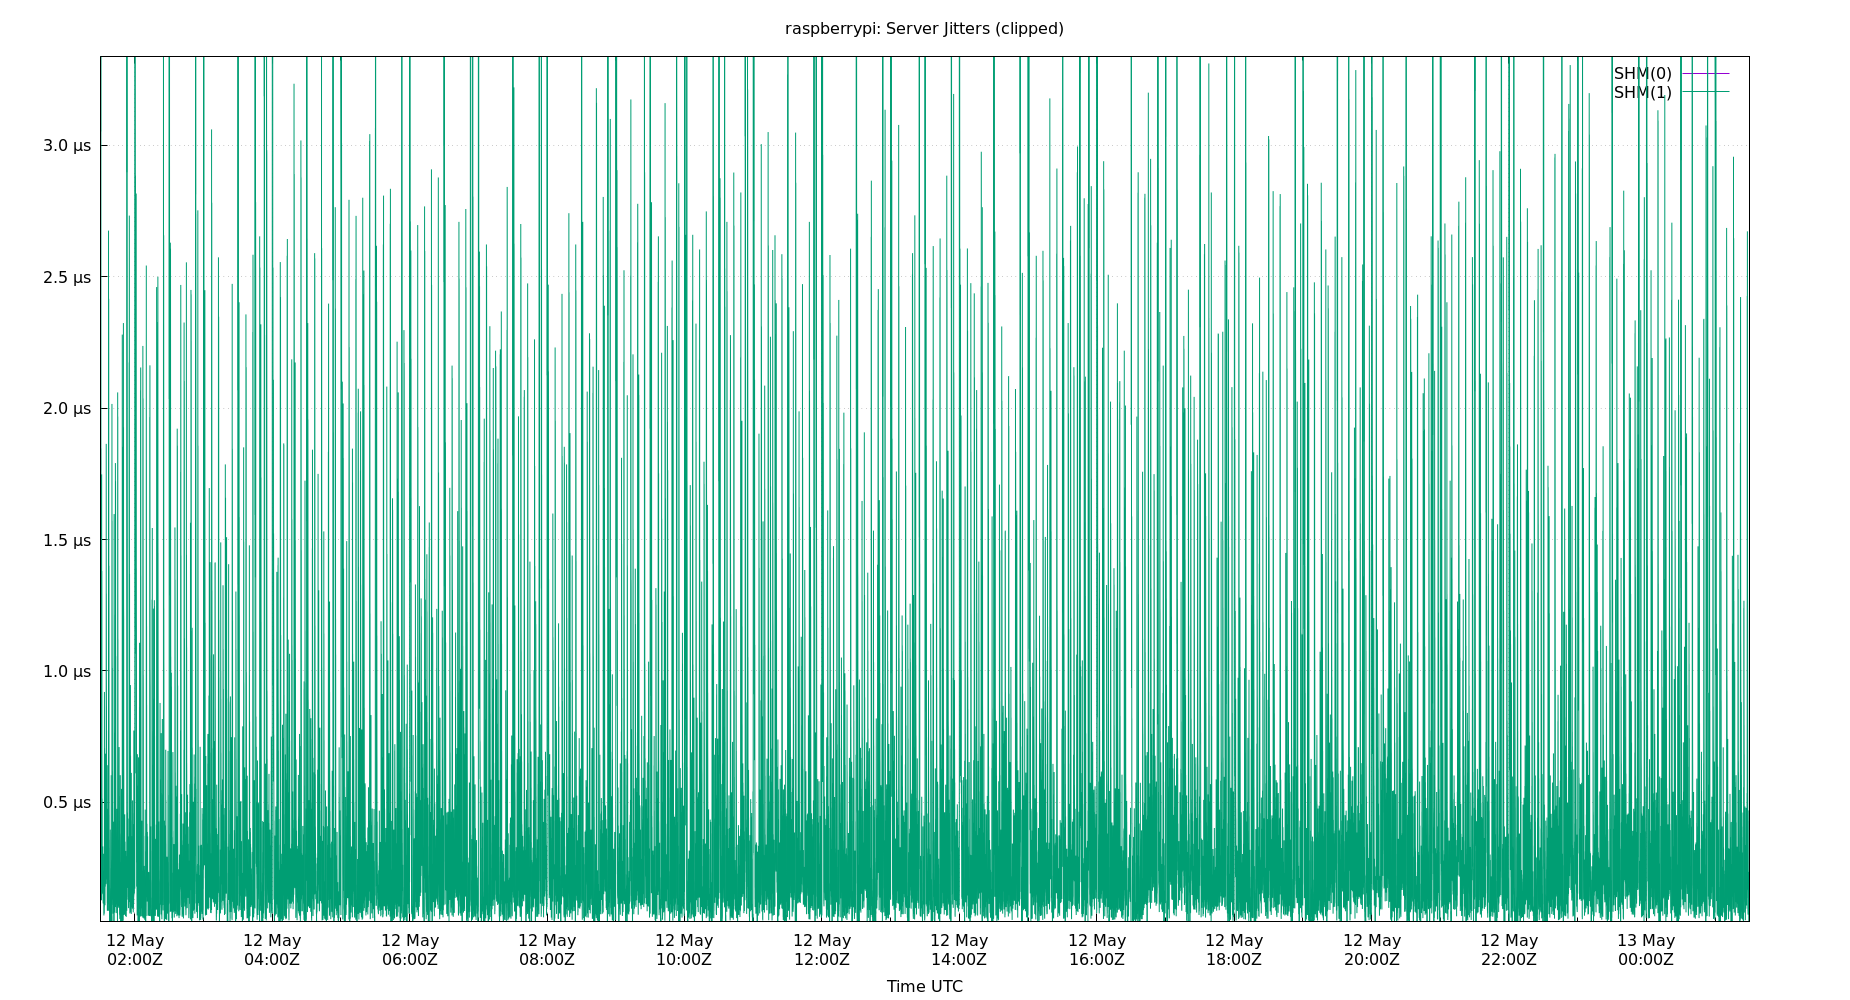 raspberrypi: Server Jitters (clipped)
SHM(0)
SHM(1)
3.0 μs
2.5 μs
2.0 μs
1.5 μs
1.0 μs
0.5 μs
12 May 12 May 12 May 12 May 12 May 12 May 12 May 12 May 12 May 12 May 12 May 13 May
02:00Z 04:00Z 06:00Z 08:00Z 10:00Z 12:00Z 14:00Z 16:00Z 18:00Z 20:00Z 22:00Z 00:00Z
Time UTC